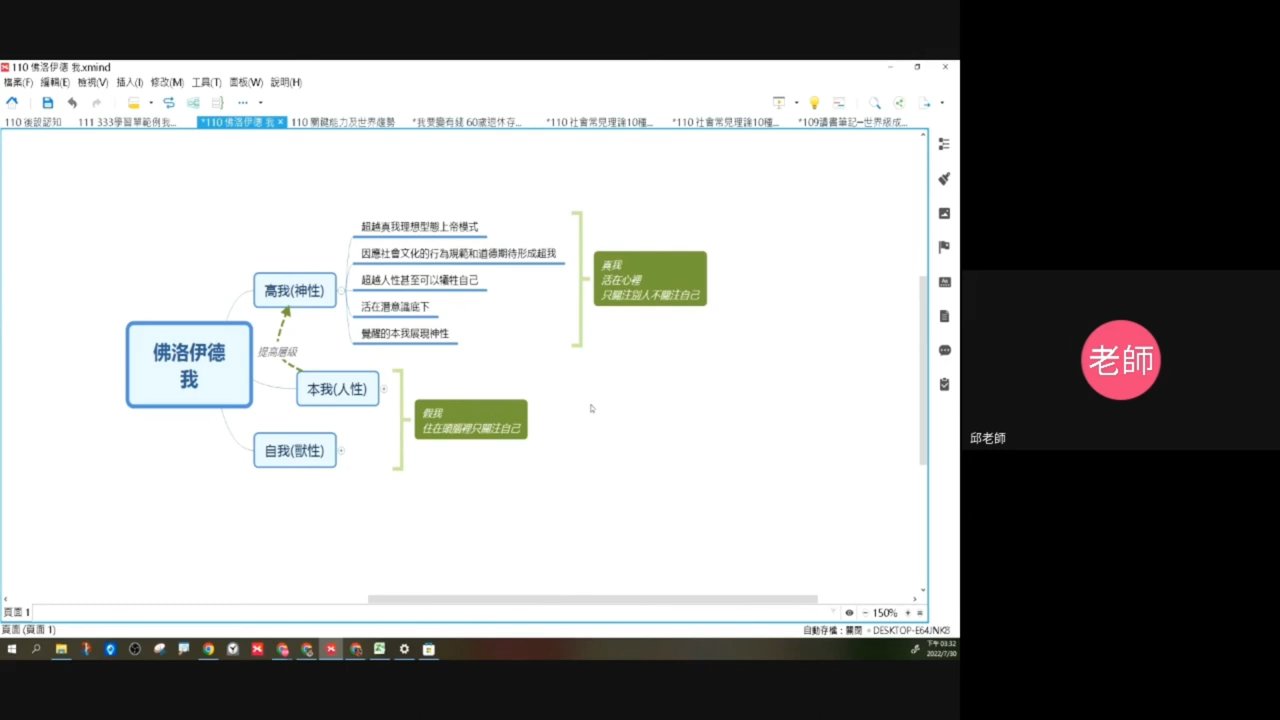 110 佛洛伊德 我.xmind
檔案(F) 編輯(E) 檢視(V) 插入(I) 修改(M) 工具(T) 面板(W) 說明(H)
110 後設認知 111 333學習單範例我... *110 佛洛伊德 我 × 110 關鍵能力及世界趨勢 *我要變有錢 60歲退休存... *110 社會常見理論10種... *110 社會常見理論10種... *109讀書筆記--世界級成...
超越真我理想型態上帝模式
因應社會文化的行為規範和道德期待形成超我
超越人性甚至可以犧牲自己
活在潛意識底下
覺醒的本我展現神性
真我
活在心裡
只關注別人不關注自己
高我(神性)
提高層級
佛洛伊德
我
本我(人性)
假我
住在頭腦裡只關注自己
自我(獸性)
老師
邱老師
頁面 1
150%
頁面 (頁面 1)
自動存檔：關閉 DESKTOP-E64JNK8
下午 03:32
2022/7/30